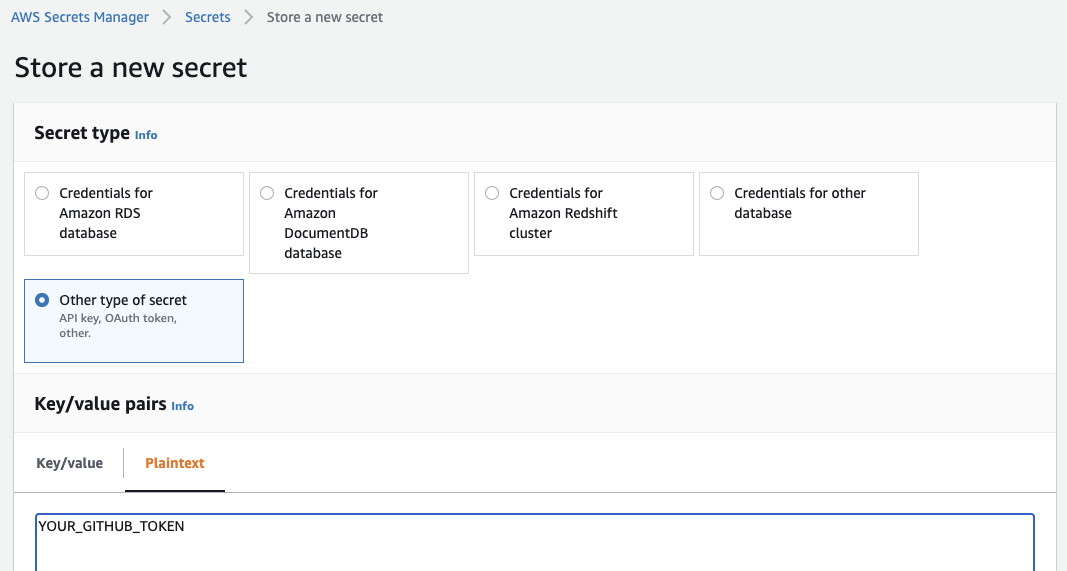 AWS Secrets Manager > Secrets > Store a new secret
Store a new secret
Secret type Info
Credentials for
Amazon RDS
database
Credentials for
Amazon
DocumentDB
database
Credentials for
Amazon Redshift
cluster
Credentials for other
database
Other type of secret
API key, OAuth token,
other.
Key/value pairs Info
Key/value
Plaintext
YOUR_GITHUB_TOKEN